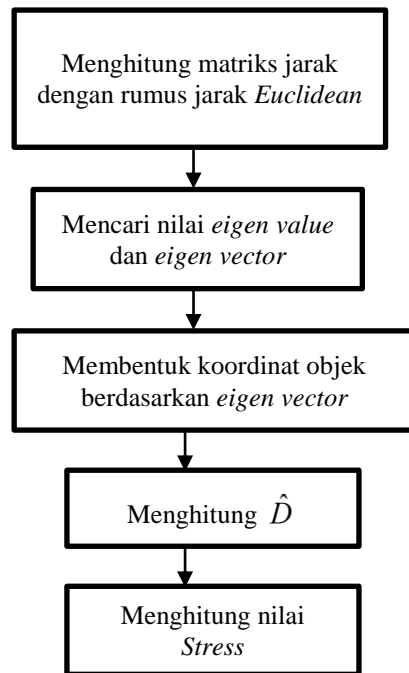 Menghitung matriks jarak
dengan rumus jarak Euclidean
Mencari nilai eigen value
dan eigen vector
Membentuk koordinat objek
berdasarkan eigen vector
Menghitung D̂
Menghitung nilai
Stress